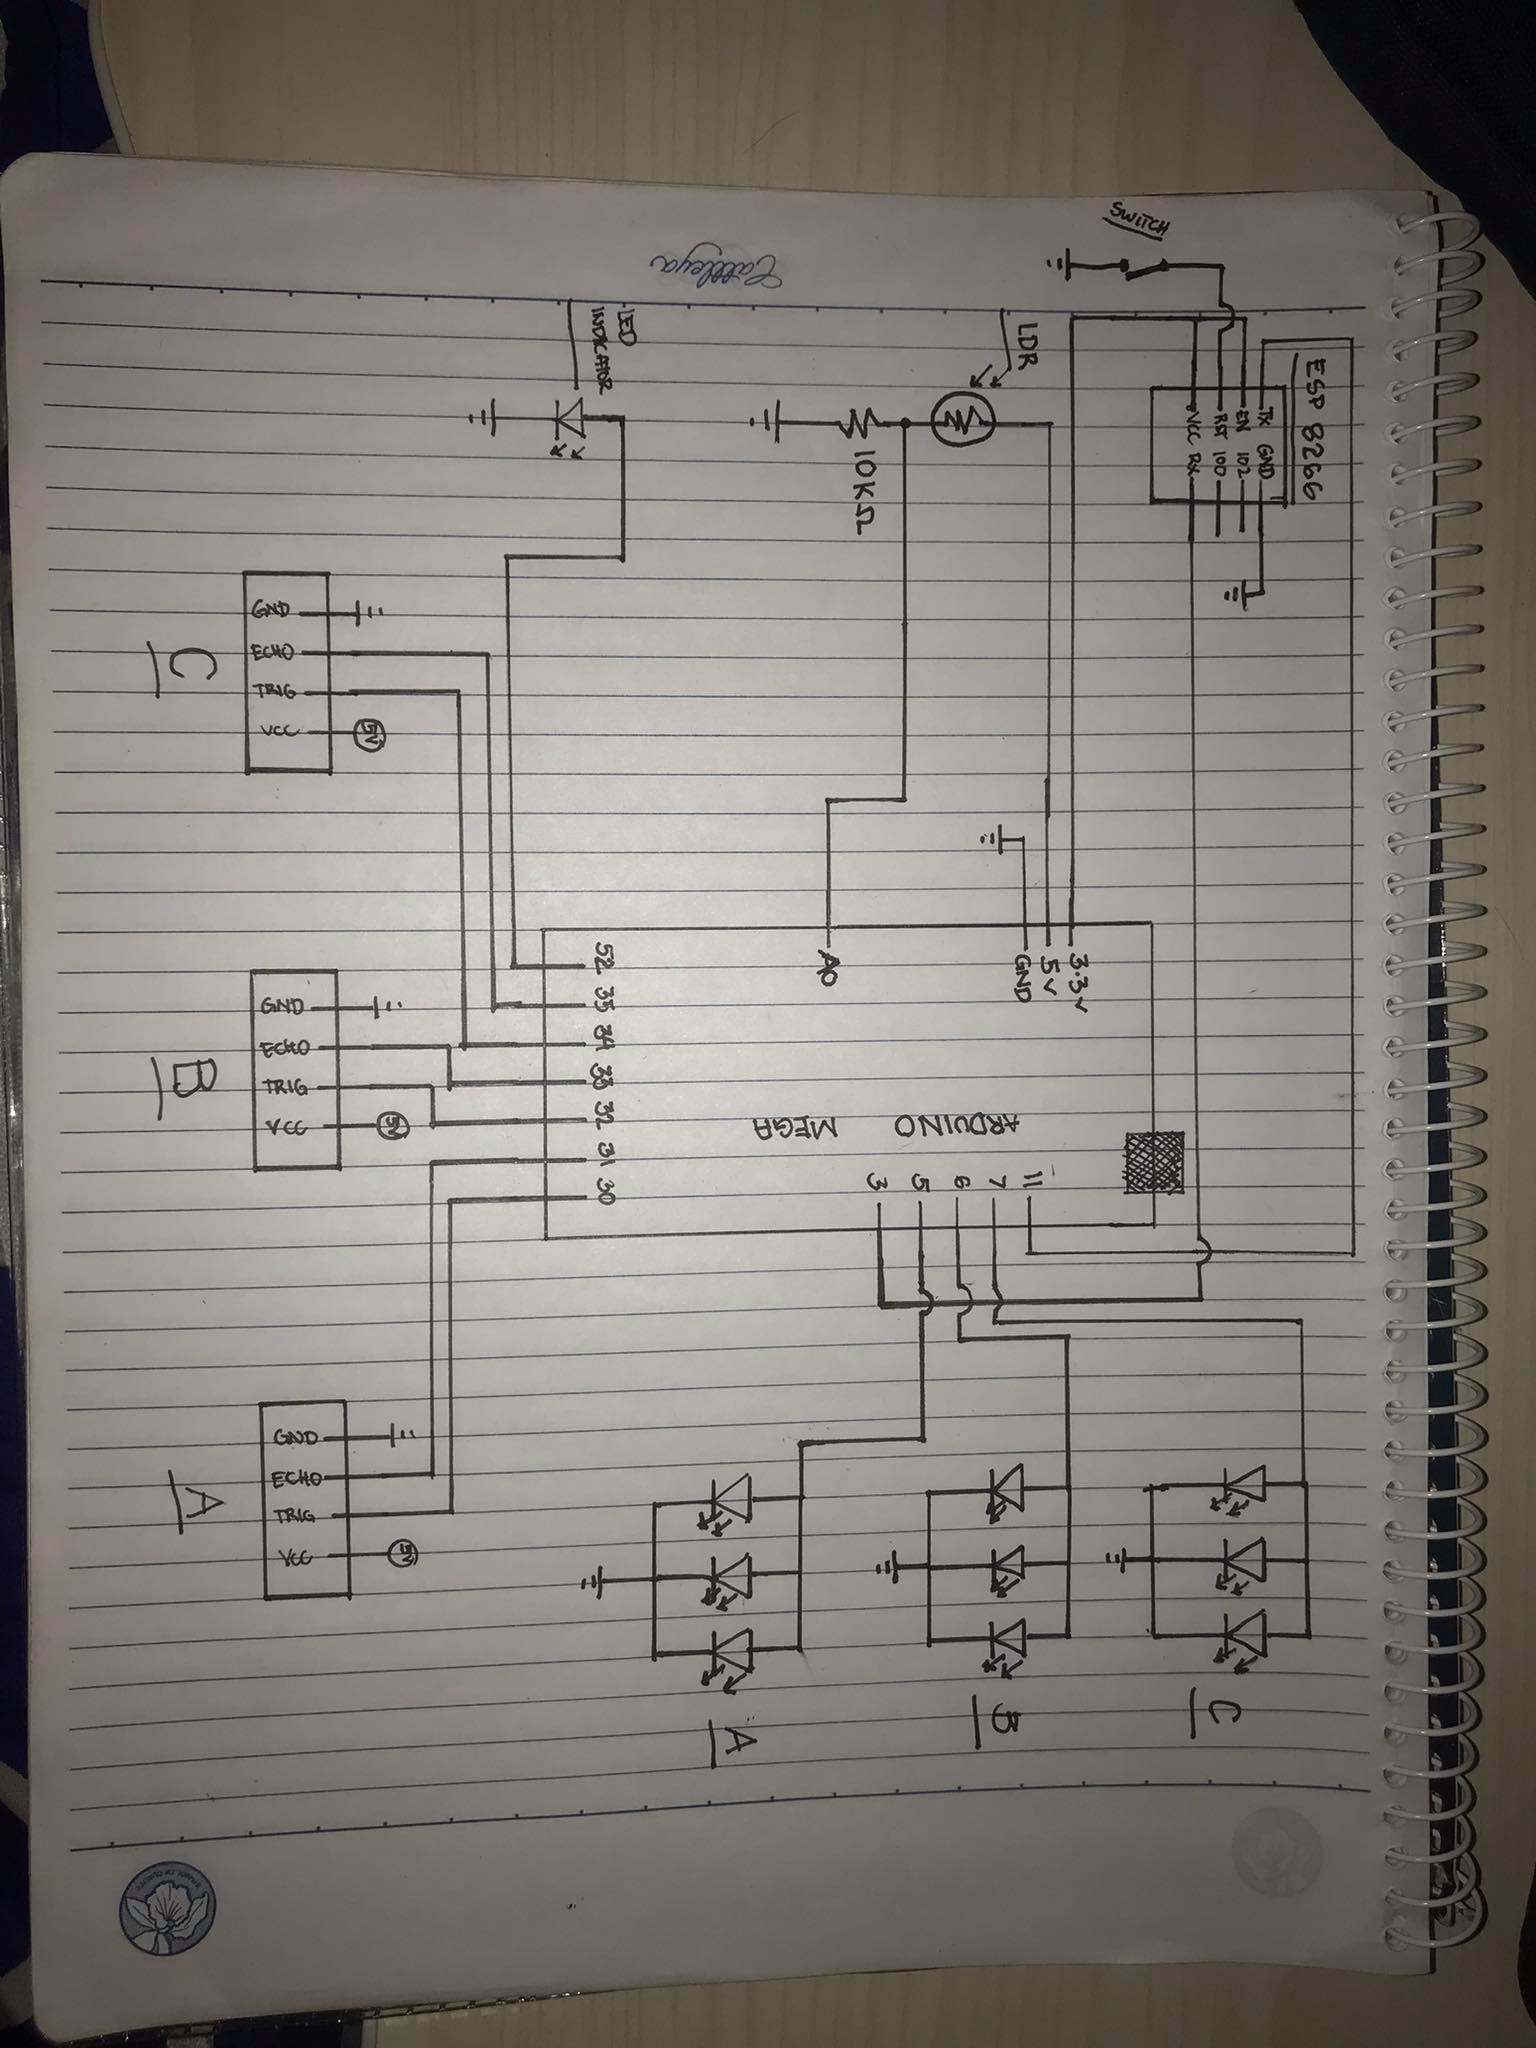 ESP 8266
TX GND
EN IO2
RST IO0
VCC RX
SWITCH
LDR
10KΩ
3.3V
5V
GND
A0
11
7
6
5
3
ARDUINO MEGA
C
B
A
52 35 34 33 32 31 30
LED
INDICATOR
Cattleya
5V
5V
5V
GND
ECHO
TRIG
VCC
C
GND
ECHO
TRIG
VCC
B
GND
ECHO
TRIG
VCC
A